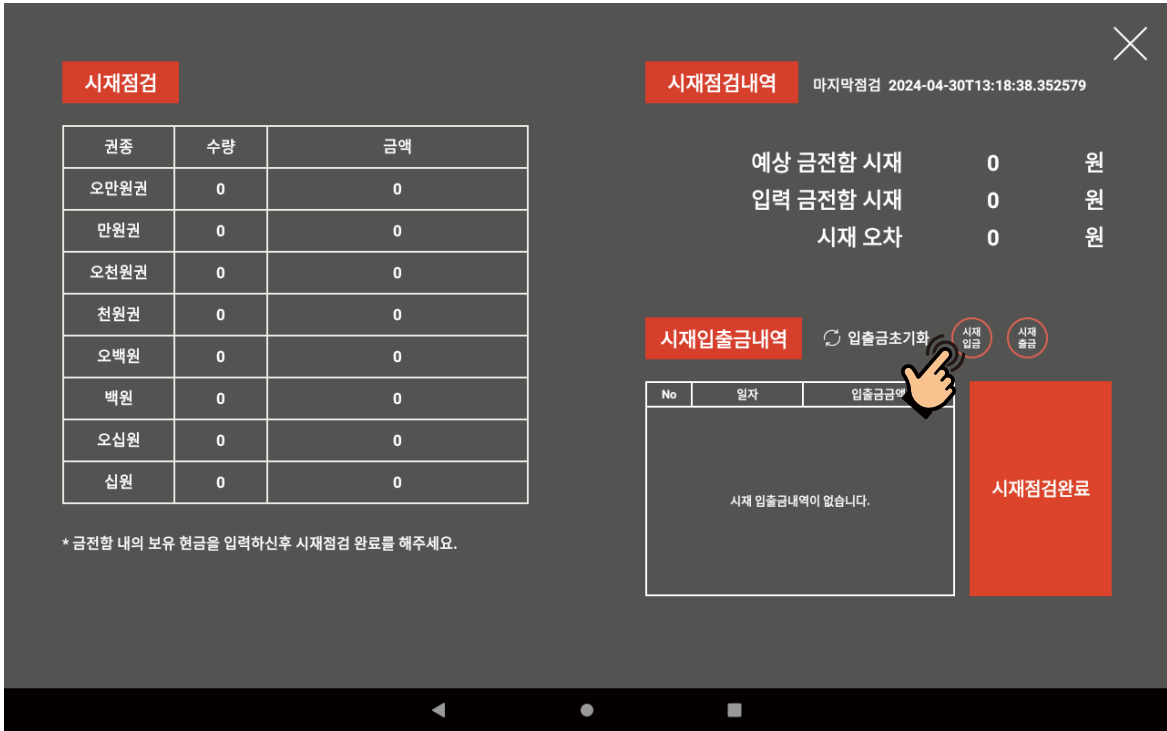 시재점검
권종 수량 금액
오만원권 0 0
만원권 0 0
오천원권 0 0
천원권 0 0
오백원 0 0
백원 0 0
오십원 0 0
십원 0 0
* 금전함 내의 보유 현금을 입력하신후 시재점검 완료를 해주세요.
시재점검내역 마지막점검 2024-04-30T13:18:38.352579
예상 금전함 시재 0 원
입력 금전함 시재 0 원
시재 오차 0 원
시재입출금내역 입출금초기화
시재
입금
시재
출금
No 일자 입출금금액
시재 입출금내역이 없습니다.
시재점검완료